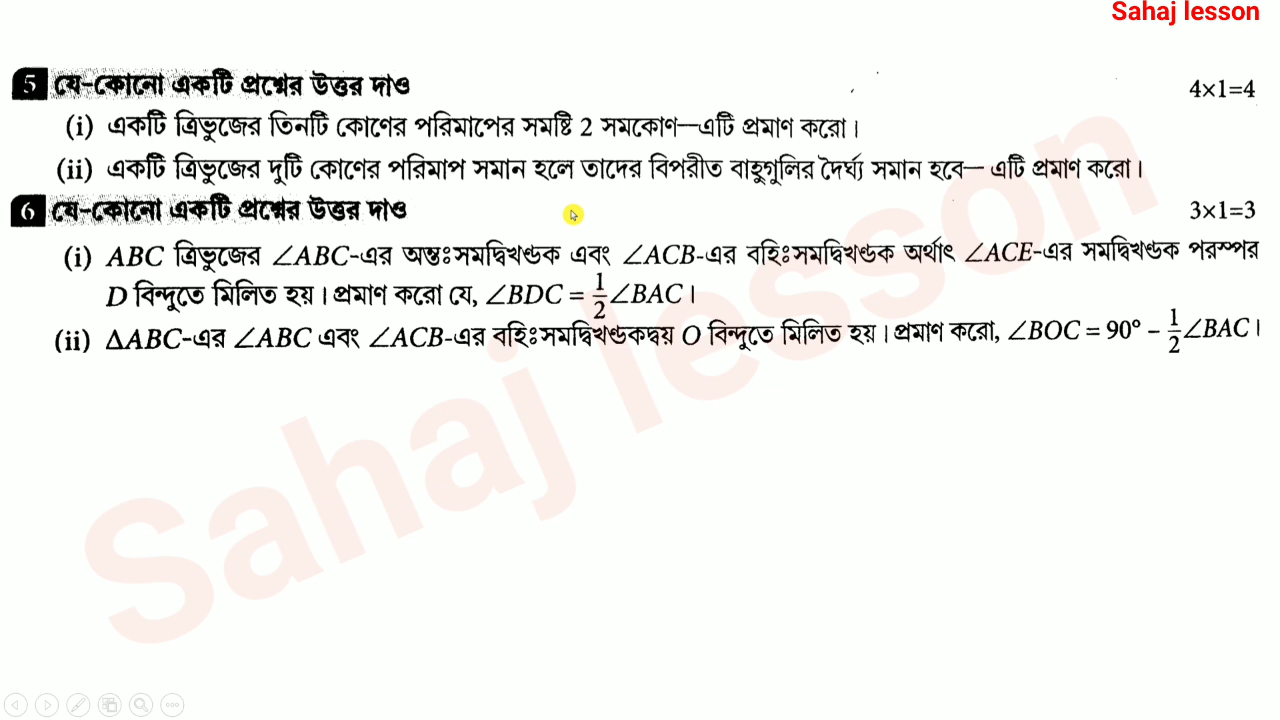 Sahaj lesson
5 যে-কোনো একটি প্রশ্নের উত্তর দাও 4×1=4
(i) একটি ত্রিভুজের তিনটি কোণের পরিমাপের সমষ্টি 2 সমকোণ—এটি প্রমাণ করো।
(ii) একটি ত্রিভুজের দুটি কোণের পরিমাপ সমান হলে তাদের বিপরীত বাহুগুলির দৈর্ঘ্য সমান হবে— এটি প্রমাণ করো।
6 যে-কোনো একটি প্রশ্নের উত্তর দাও 3×1=3
(i) ABC ত্রিভুজের ∠ABC-এর অন্তঃসমদ্বিখণ্ডক এবং ∠ACB-এর বহিঃসমদ্বিখণ্ডক অর্থাৎ ∠ACE-এর সমদ্বিখণ্ডক পরস্পর
D বিন্দুতে মিলিত হয়। প্রমাণ করো যে, ∠BDC = 1/2 ∠BAC।
(ii) ΔABC-এর ∠ABC এবং ∠ACB-এর বহিঃসমদ্বিখণ্ডকদ্বয় O বিন্দুতে মিলিত হয়। প্রমাণ করো, ∠BOC = 90° − 1/2 ∠BAC।
Sahaj lesson